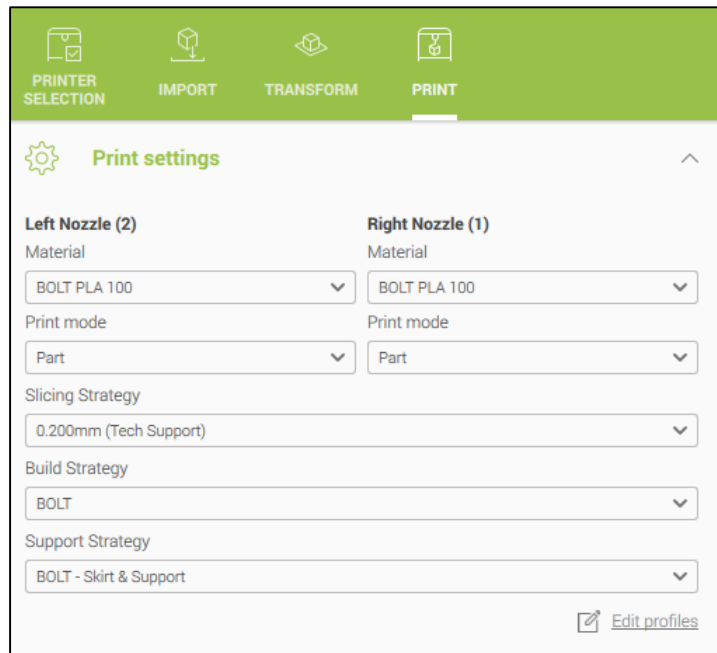 PRINTER
SELECTION
IMPORT
TRANSFORM
PRINT
Print settings
Left Nozzle (2)
Right Nozzle (1)
Material
Material
BOLT PLA 100
BOLT PLA 100
Print mode
Print mode
Part
Part
Slicing Strategy
0.200mm (Tech Support)
Build Strategy
BOLT
Support Strategy
BOLT - Skirt & Support
Edit profiles